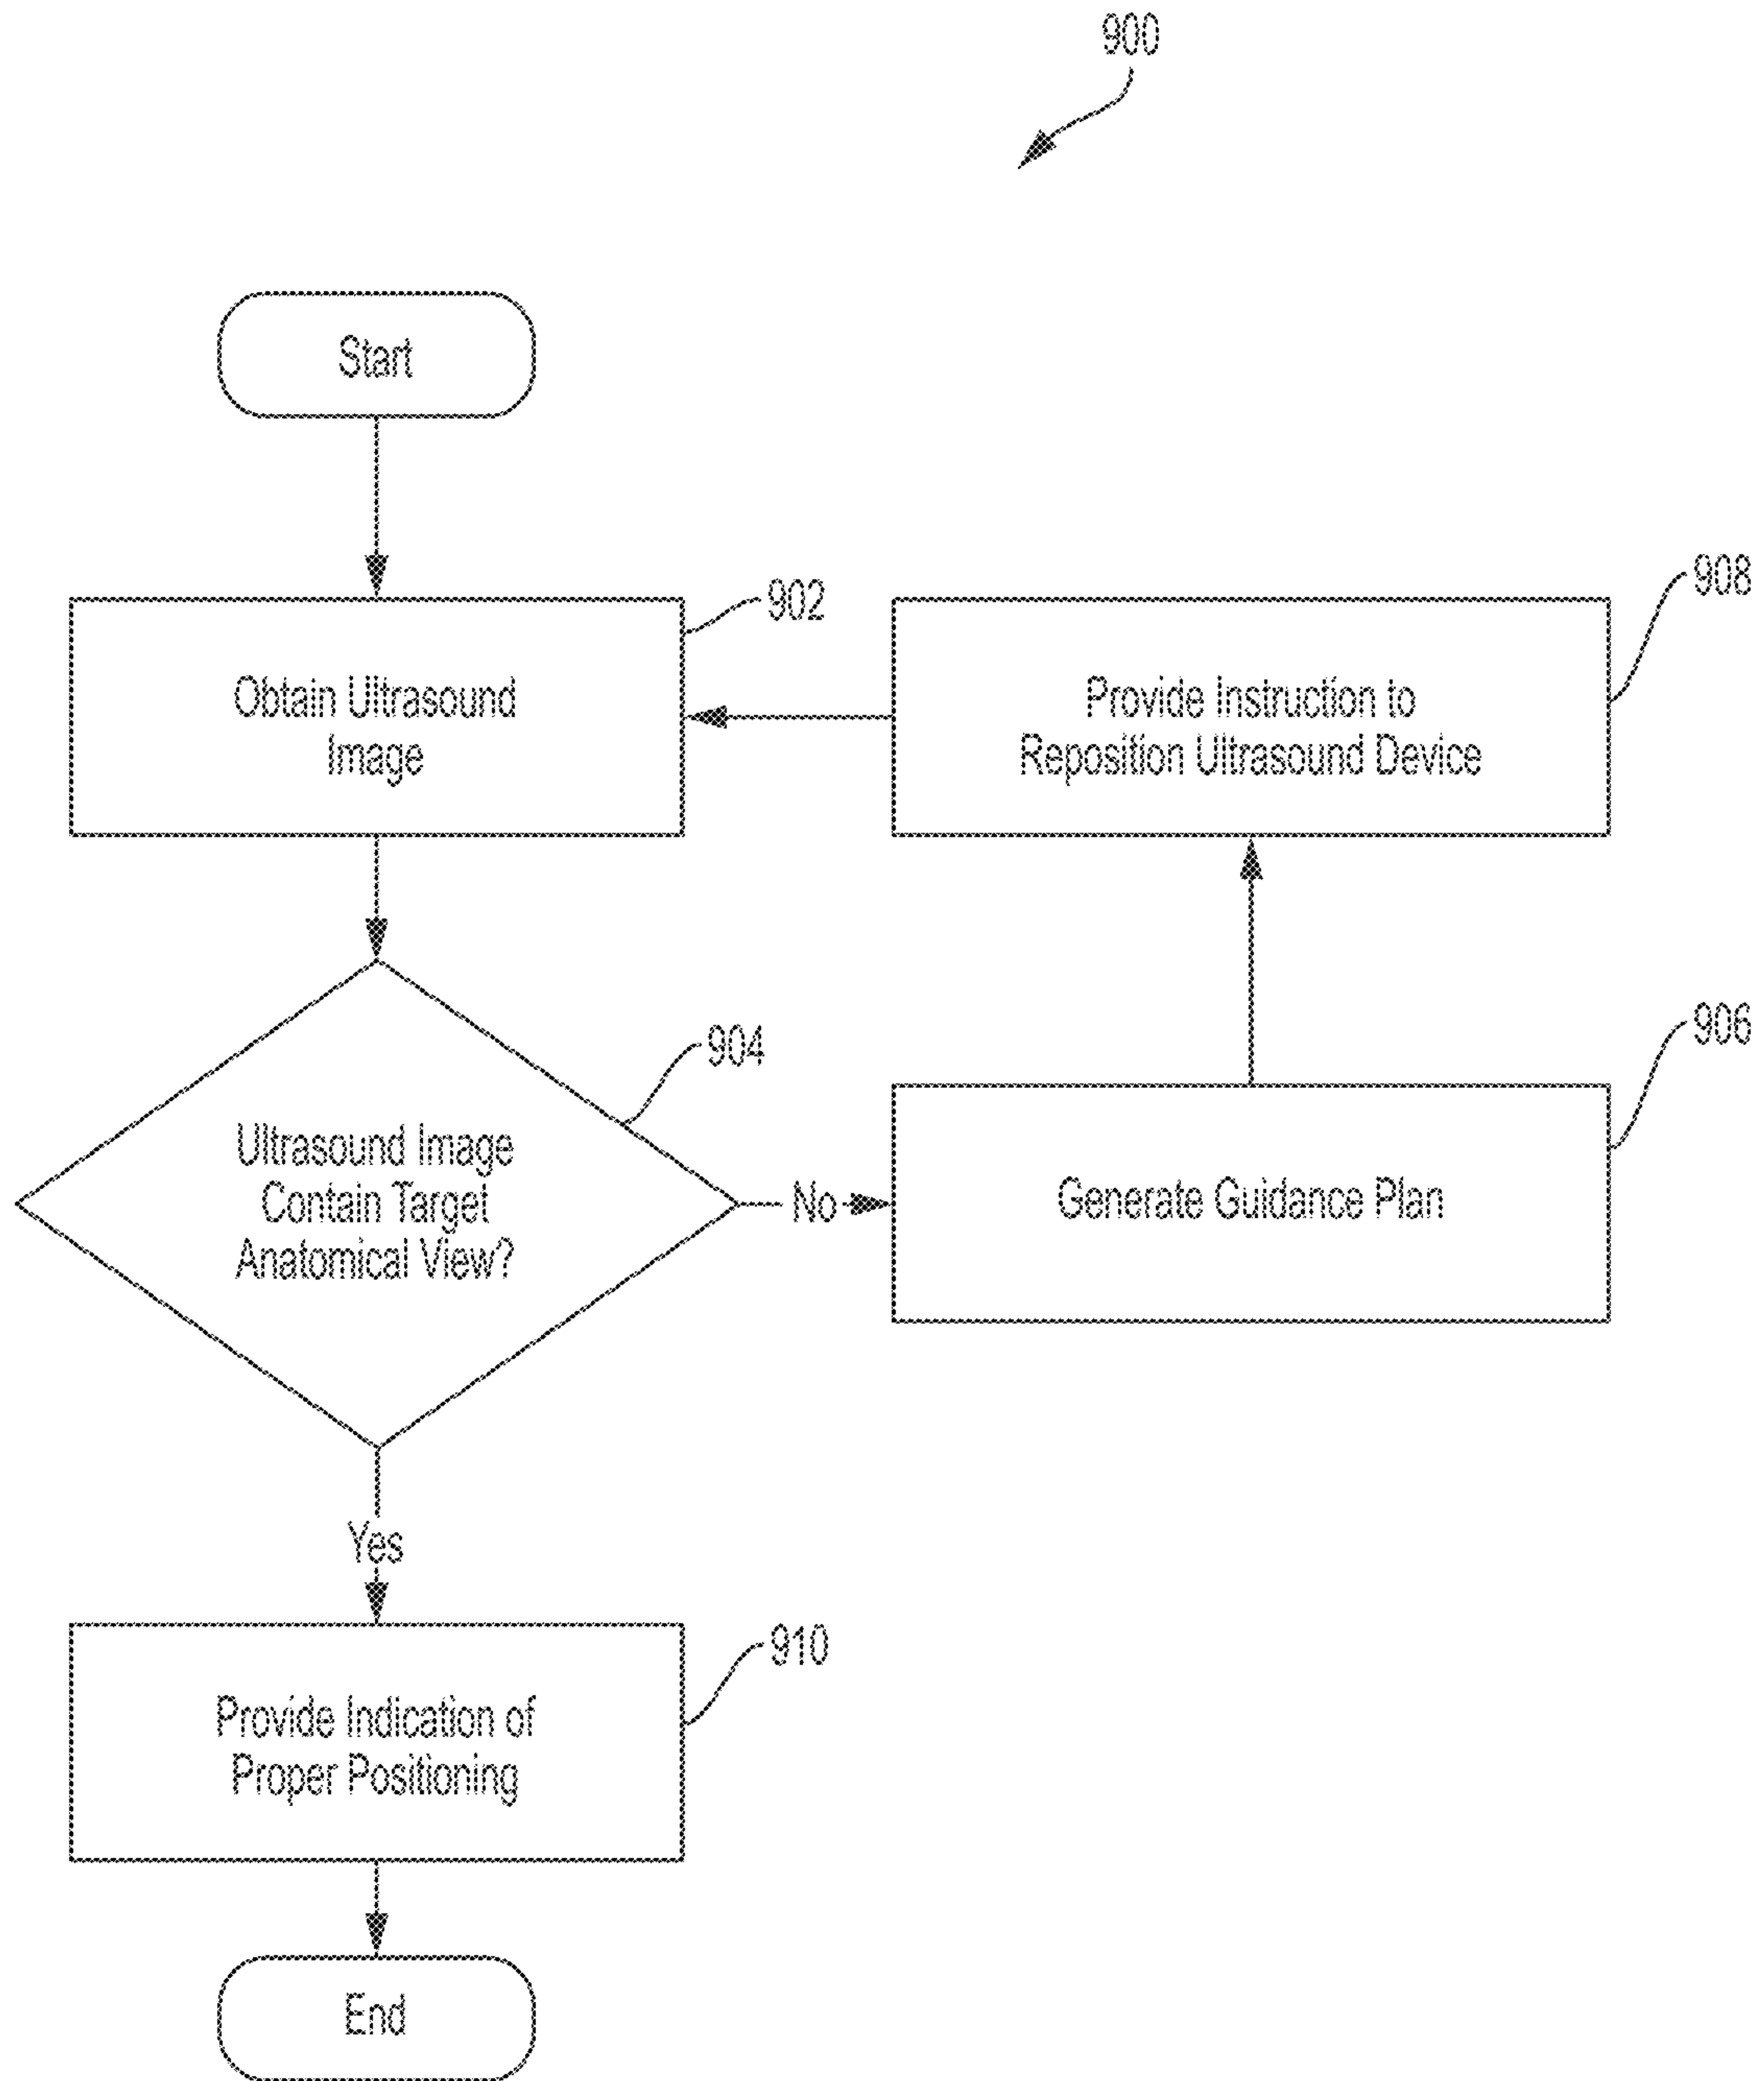 900
Start
902
Obtain Ultrasound
Image
908
Provide Instruction to
Reposition Ultrasound Device
904
Ultrasound Image
Contain Target
Anatomical View?
No
906
Generate Guidance Plan
Yes
910
Provide Indication of
Proper Positioning
End